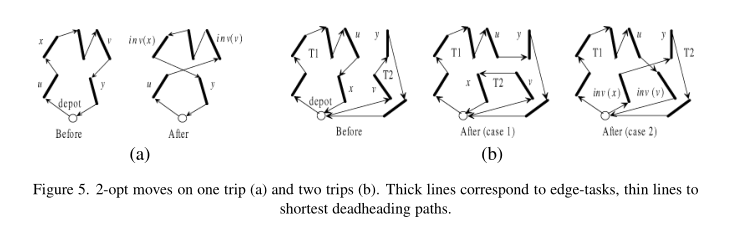 x v u y depot Before
inv(x) inv(v) u y After
T1 u y T2 x v depot Before
T1 u y x T2 v After (case 1)
T1 u y T2 inv (x) inv (v) After (case 2)
(a) (b)
Figure 5. 2-opt moves on one trip (a) and two trips (b). Thick lines correspond to edge-tasks, thin lines to
shortest deadheading paths.